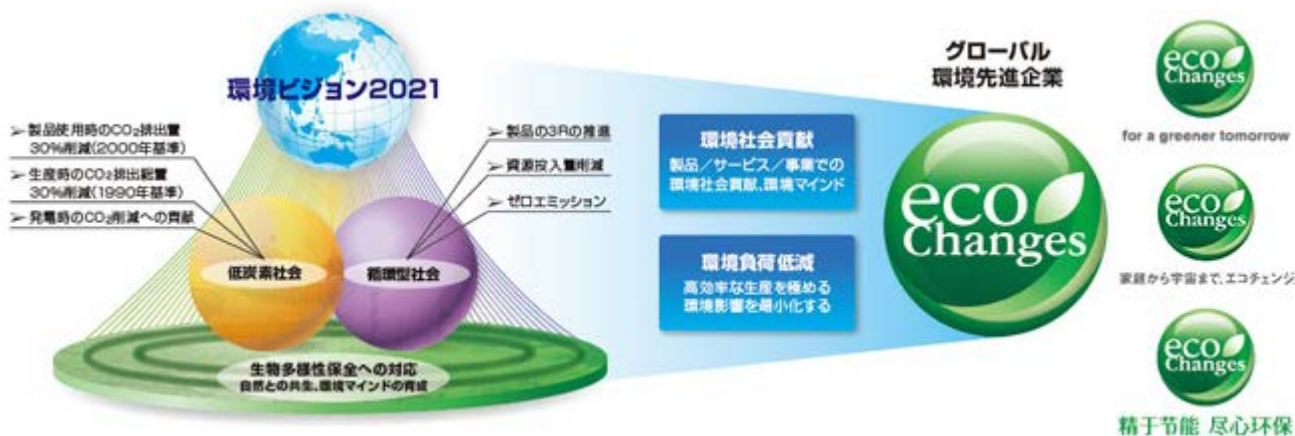 環境ビジョン2021
➢ 製品使用時のCO₂排出量
30%削減(2000年基準)
➢ 生産時のCO₂排出総量
30%削減(1990年基準)
➢ 発電時のCO₂削減への貢献
➢ 製品の3Rの推進
➢ 資源投入量削減
➢ ゼロエミッション
低炭素社会
循環型社会
生物多様性保全への対応
自然との共生、環境マインドの育成
環境社会貢献
製品／サービス／事業での
環境社会貢献、環境マインド
環境負荷低減
高効率な生産を極める
環境影響を最小化する
グローバル
環境先進企業
eco
Changes
eco
Changes
for a greener tomorrow
eco
Changes
家庭から宇宙まで、エコチェンジ
eco
Changes
精于节能 尽心环保